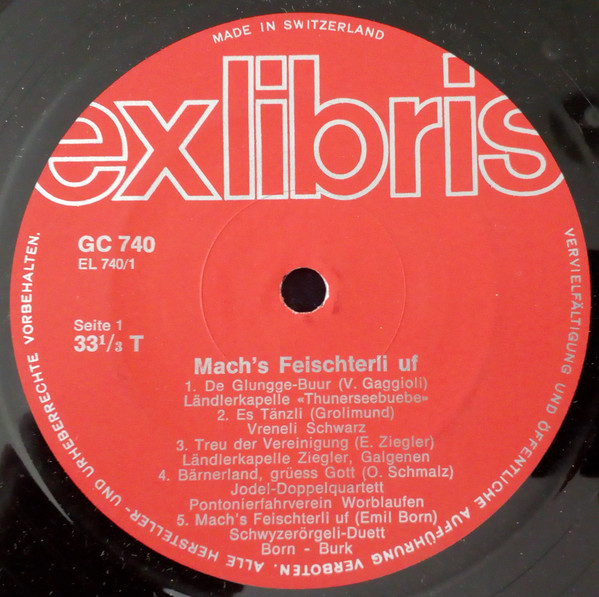 MADE IN SWITZERLAND
exlibris
GC 740
EL 740/1
Seite 1
33 1/3 T
Mach's Feischterli uf
1. De Glungge-Buur (V. Gaggioli)
Ländlerkapelle «Thunerseebuebe»
2. Es Tänzli (Grolimund)
Vreneli Schwarz
3. Treu der Vereinigung (E. Ziegler)
Ländlerkapelle Ziegler, Galgenen
4. Bärnerland, grüess Gott (O. Schmalz)
Jodel-Doppelquartett
Pontonierfahrverein Worblaufen
5. Mach's Feischterli uf (Emil Born)
Schwyzerörgeli-Duett
Born - Burk
ALLE HERSTELLER- UND URHEBERRECHTE VORBEHALTEN.
VERVIELFÄLTIGUNG UND ÖFFENTLICHE AUFFÜHRUNG VERBOTEN.